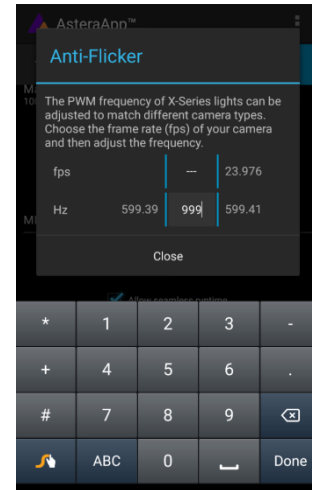 AsteraApp™
Anti-Flicker
The PWM frequency of X-Series lights can be
adjusted to match different camera types.
Choose the frame rate (fps) of your camera
and then adjust the frequency.
fps --- 23.976
Hz 599.39 999 599.41
Close
Allow seamless runtime
* 1 2 3 -
+ 4 5 6 .
# 7 8 9
ABC 0 Done